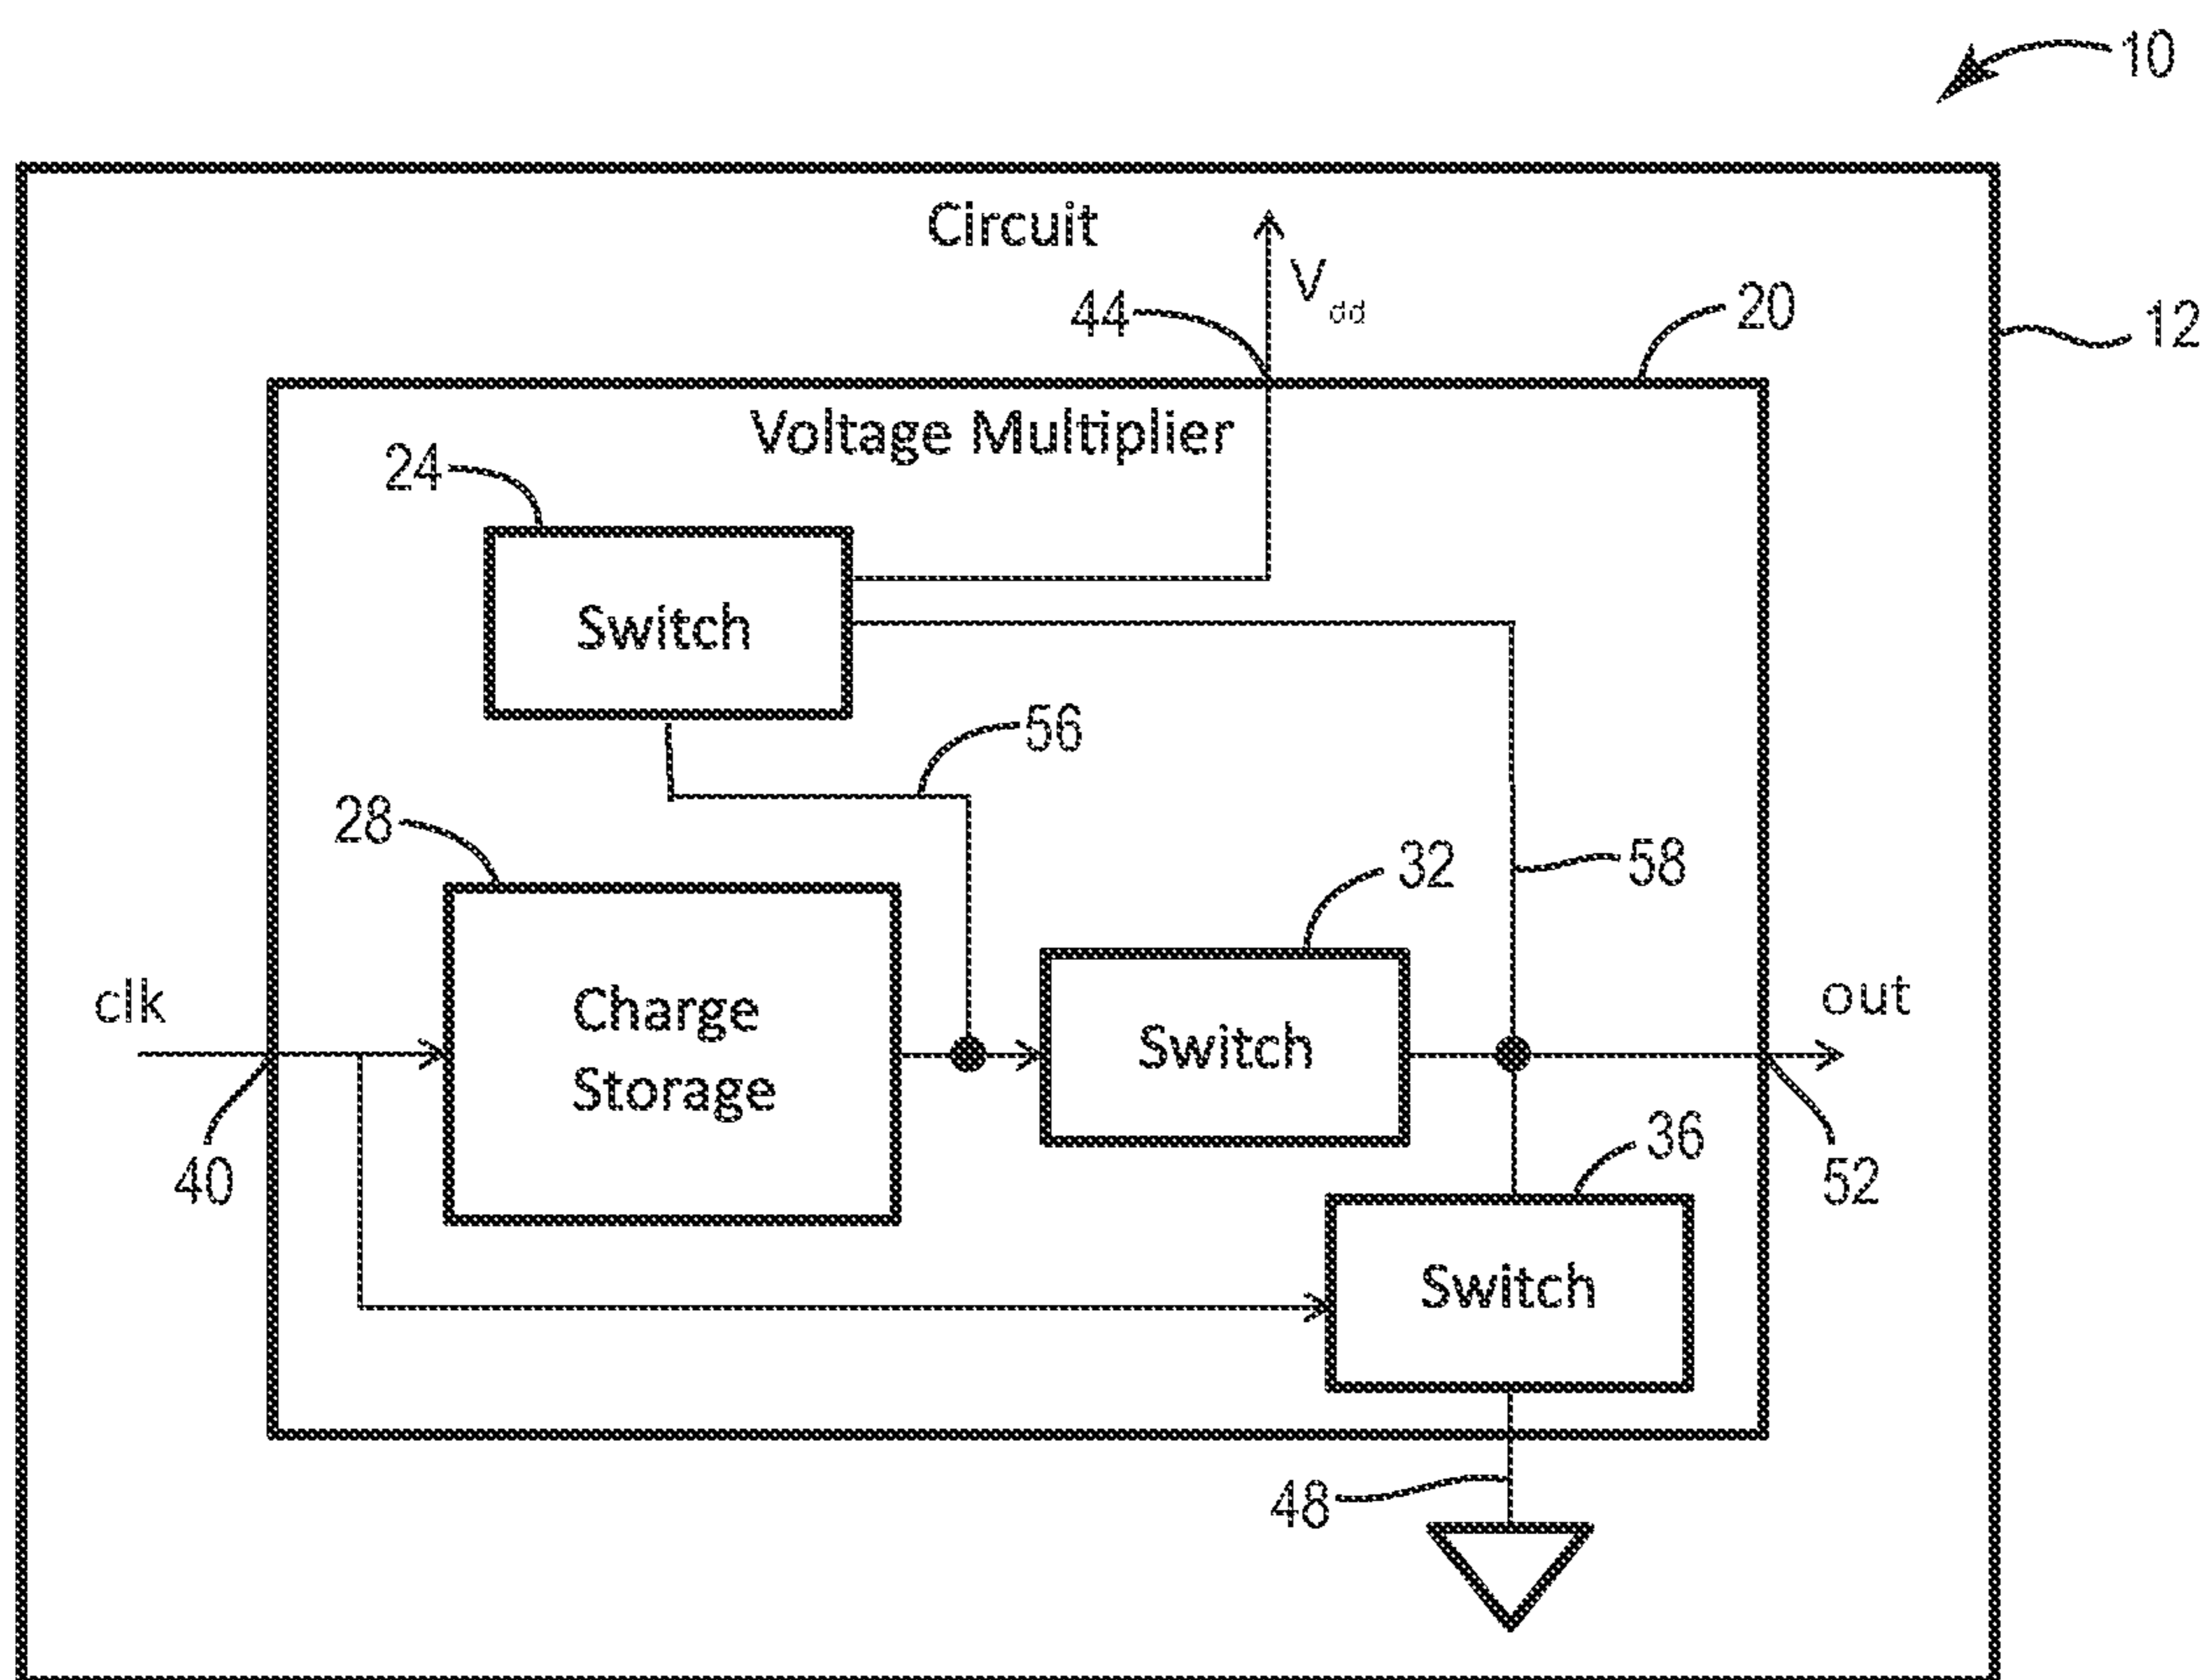 10
Circuit
Vdd
44
20
12
Voltage Multiplier
24
Switch
56
28
32
58
clk
Charge
Storage
Switch
out
40
36
52
Switch
48